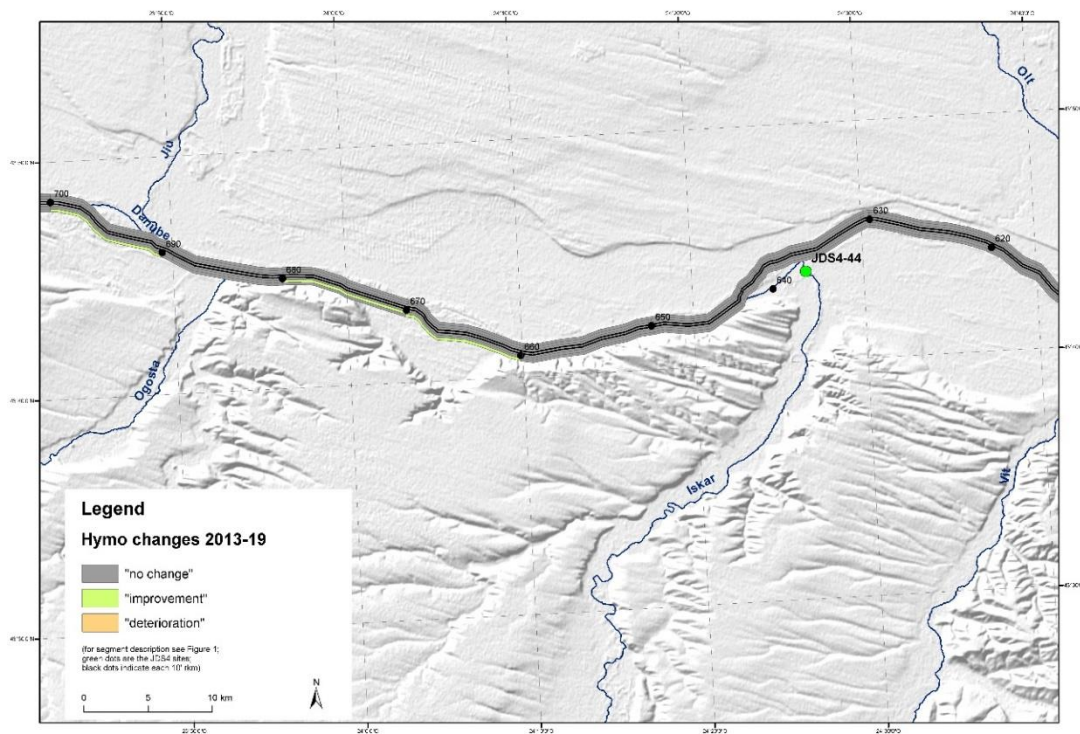 Olt
Jiu
700
Danube
690
680
670
660
650
640
630
620
JDS4-44
Ogosta
Iskar
Vit
Legend
Hymo changes 2013-19
"no change"
"improvement"
"deterioration"
(for segment description see Figure 1;
green dots are the JDS4 sites;
black dots indicate each 10' rkm)
N
0 5 10 km